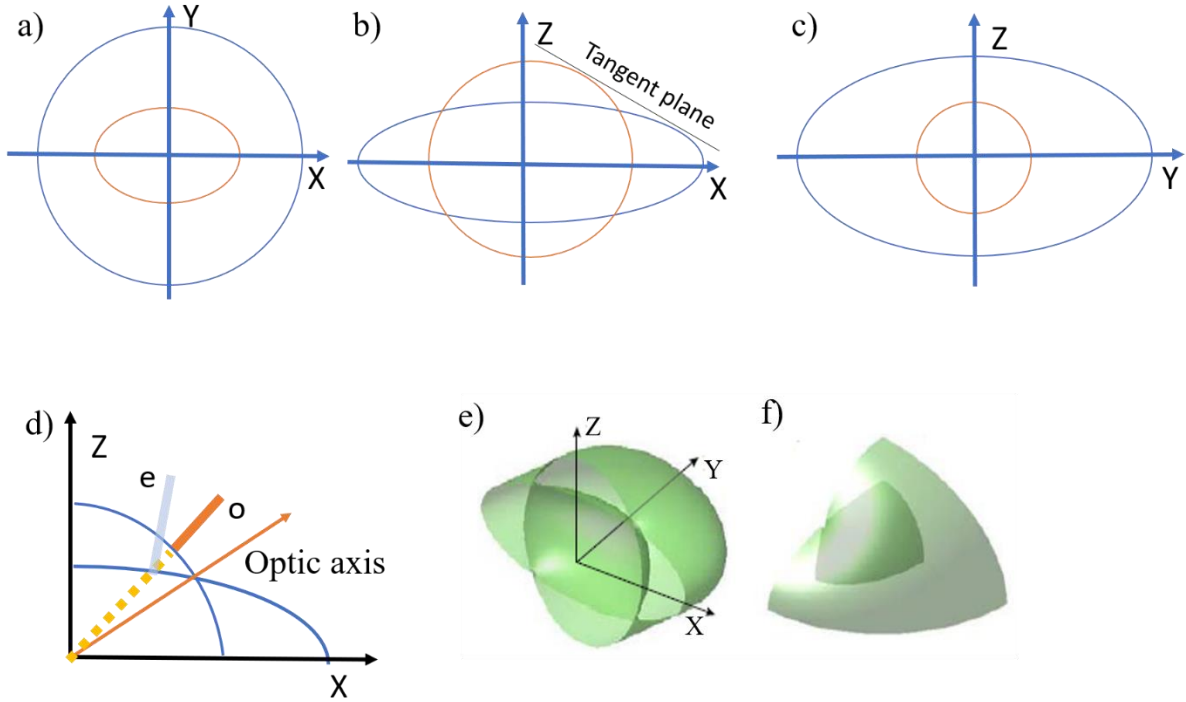 a)
Y
X
b)
Z
Tangent plane
X
c)
Z
Y
d)
Z
e
o
Optic axis
X
e)
Z
Y
X
f)